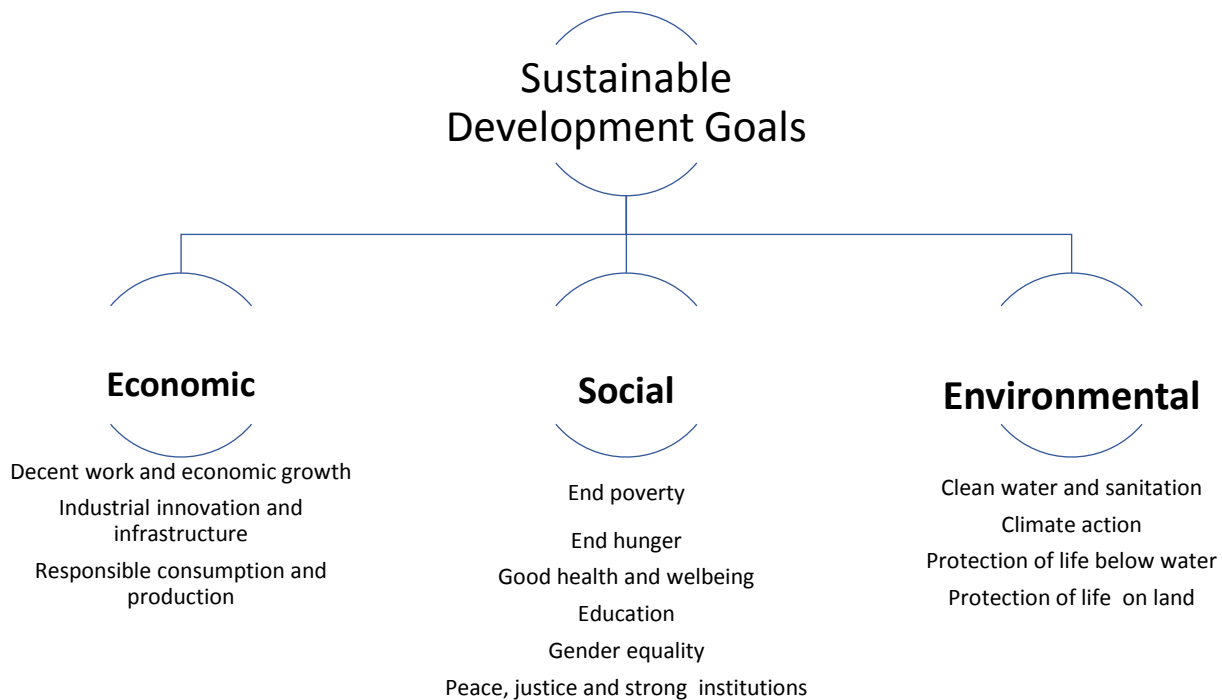 Sustainable
Development Goals
Economic
Decent work and economic growth
Industrial innovation and
infrastructure
Responsible consumption and
production
Social
End poverty
End hunger
Good health and welbeing
Education
Gender equality
Peace, justice and strong institutions
Environmental
Clean water and sanitation
Climate action
Protection of life below water
Protection of life on land